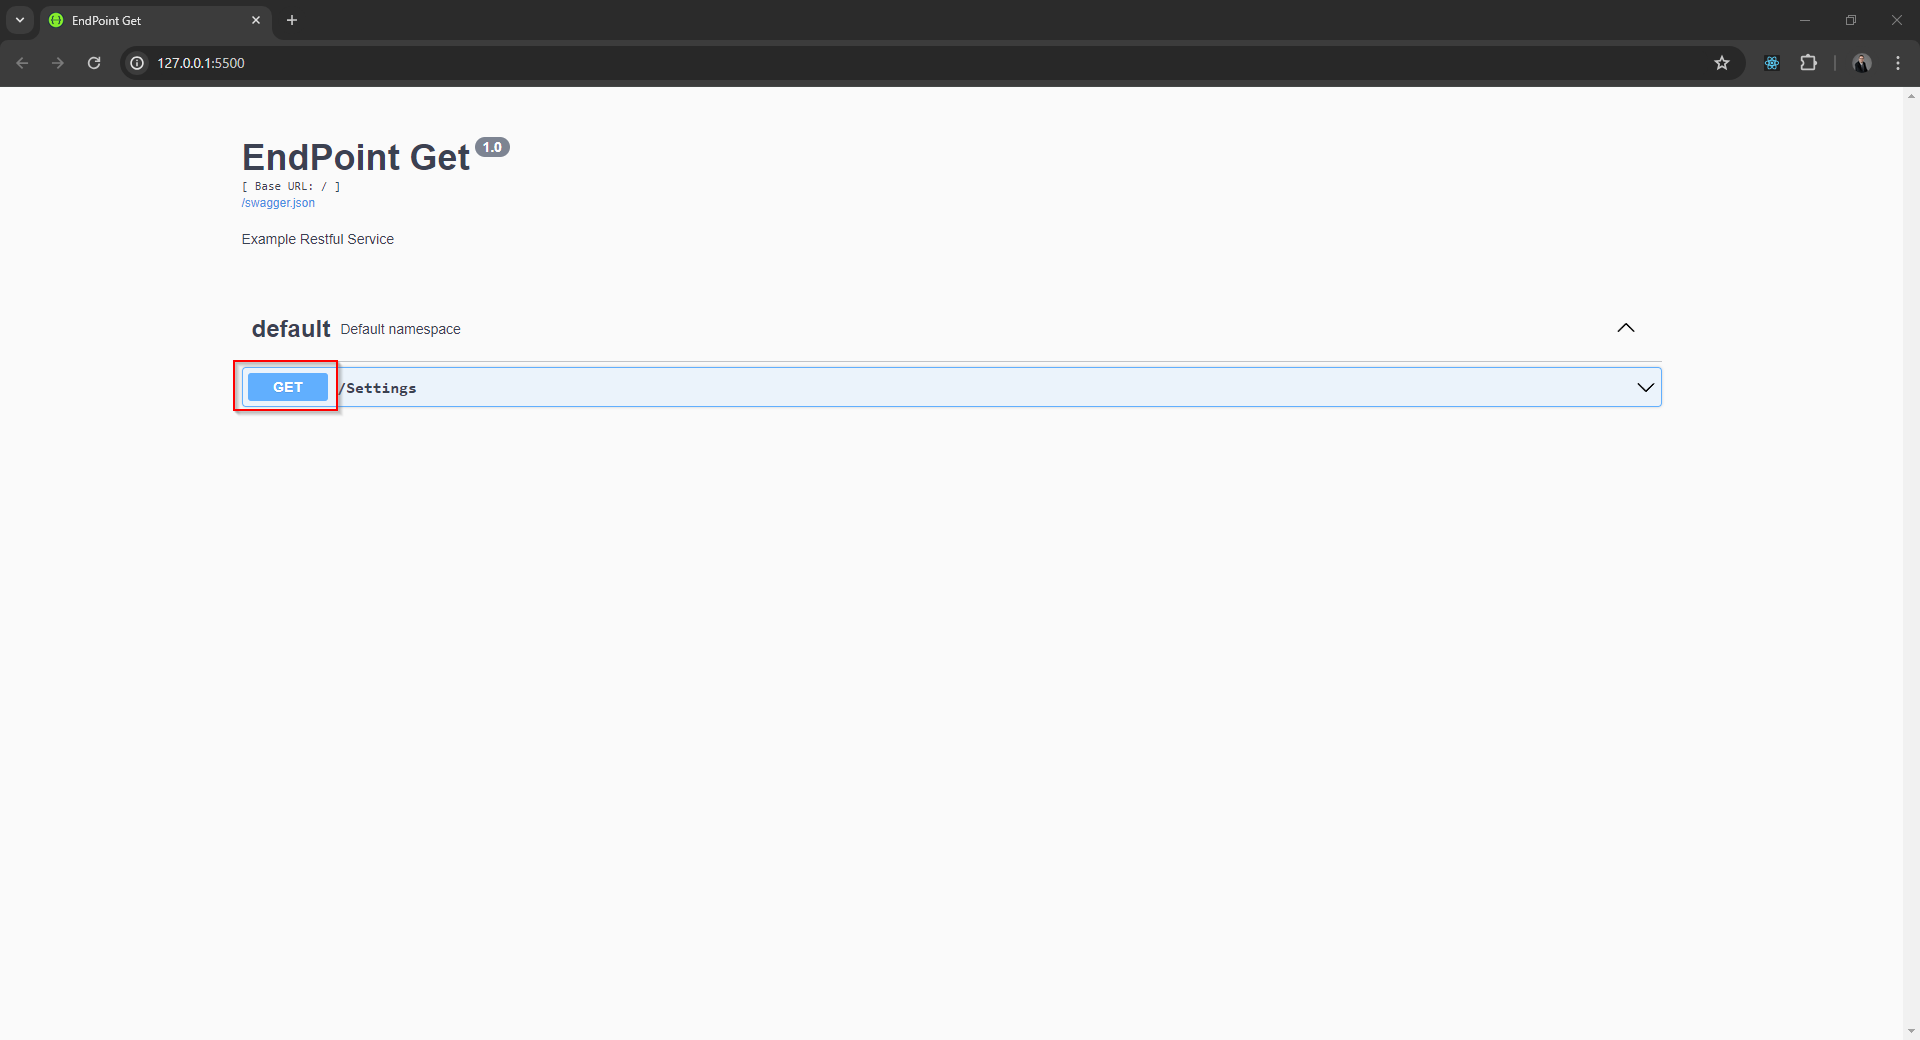 EndPoint Get
127.0.0.1:5500
EndPoint Get 1.0
[ Base URL: / ]
/swagger.json
Example Restful Service
default Default namespace
GET /Settings